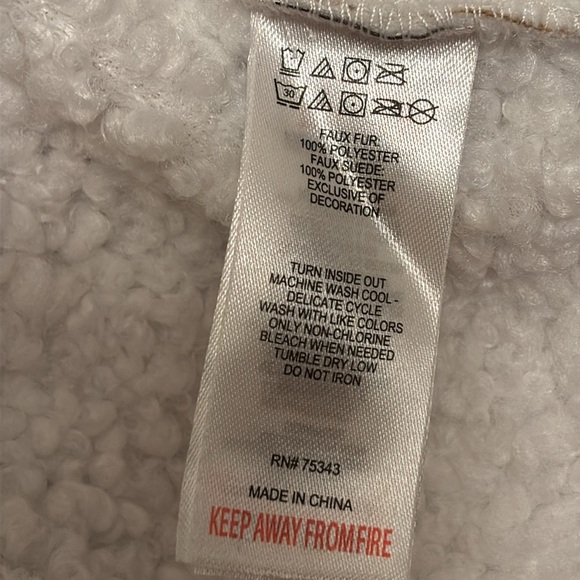 30
FAUX FUR:
100% POLYESTER
FAUX SUEDE:
100% POLYESTER
EXCLUSIVE OF
DECORATION
TURN INSIDE OUT
MACHINE WASH COOL -
DELICATE CYCLE
WASH WITH LIKE COLORS
ONLY NON-CHLORINE
BLEACH WHEN NEEDED
TUMBLE DRY LOW
DO NOT IRON
RN# 75343
MADE IN CHINA
KEEP AWAY FROM FIRE